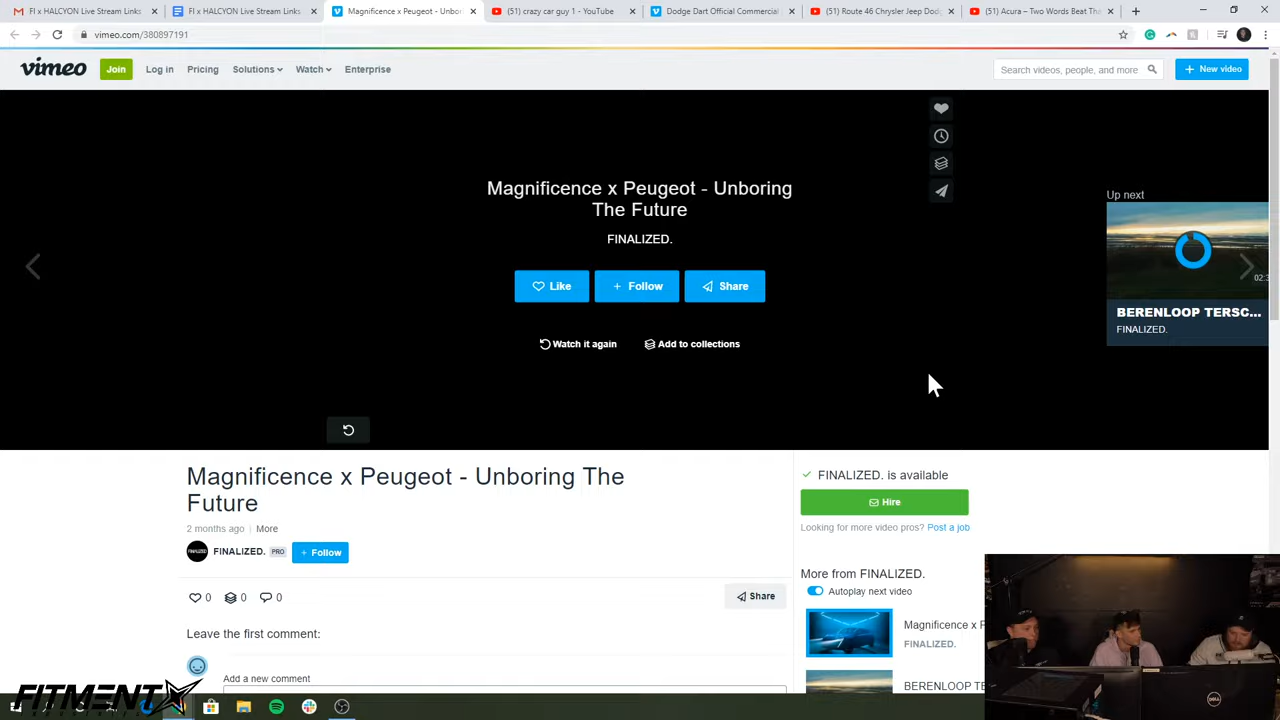 FI x HALCYON Live Stream Links
FI x HALCYON Live Stream Links
Magnificence x Peugeot - Unbori
(51) crazy car guy 1 - YouTube
Dodge Dart Official Commercial
(51) Route 46 Chrysler Jeep Dodg
(51) Acura – Two Words Beat Th
vimeo.com/380897191
vimeo
Join
Log in
Pricing
Solutions
Watch
Enterprise
Search videos, people, and more
+ New video
Magnificence x Peugeot - Unboring
The Future
FINALIZED.
Like
+ Follow
Share
Watch it again
Add to collections
Up next
02:3
BERENLOOP TERSC...
FINALIZED.
Magnificence x Peugeot - Unboring The
Future
2 months ago | More
FINALIZED. PRO + Follow
0 0 0
Share
Leave the first comment:
Add a new comment
FINALIZED. is available
Hire
Looking for more video pros? Post a job
More from FINALIZED.
Autoplay next video
Magnificence x P
FINALIZED.
BERENLOOP TE
FITMENT
DELL